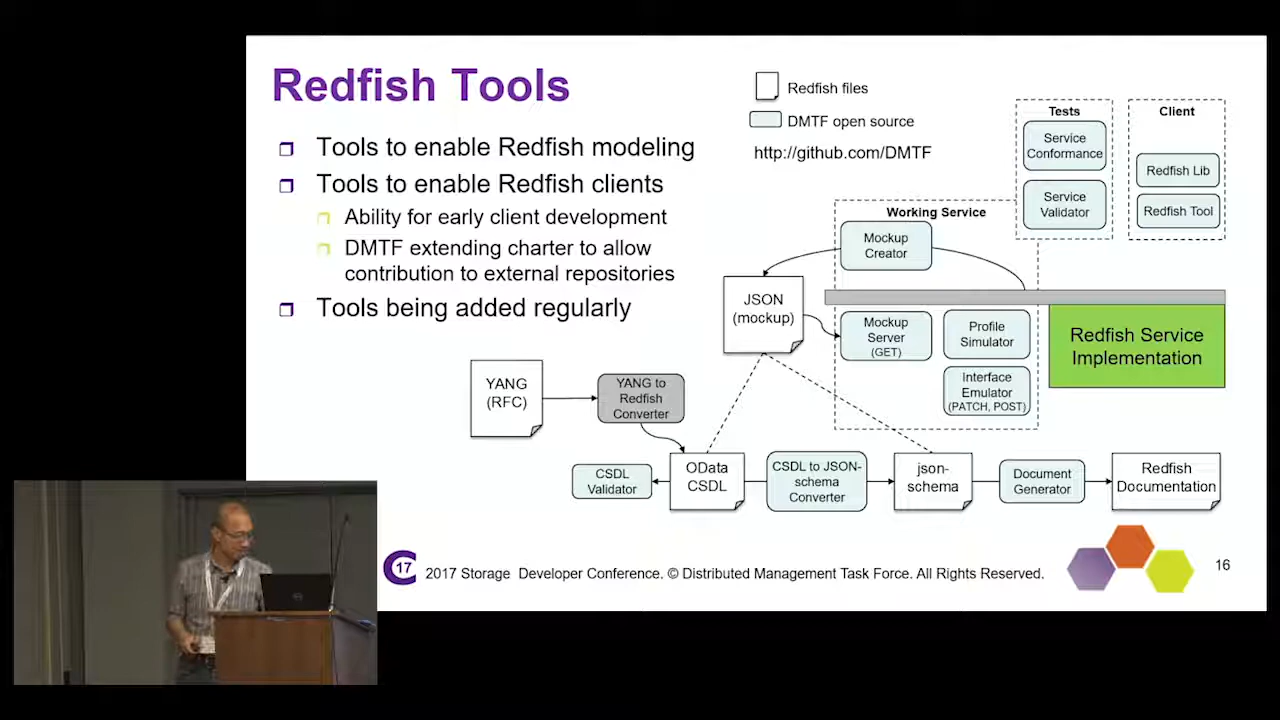 Redfish Tools
Tools to enable Redfish modeling
Tools to enable Redfish clients
Ability for early client development
DMTF extending charter to allow
contribution to external repositories
Tools being added regularly
Redfish files
DMTF open source
http://github.com/DMTF
Tests
Service
Conformance
Service
Validator
Client
Redfish Lib
Redfish Tool
Working Service
Mockup
Creator
JSON
(mockup)
Mockup
Server
(GET)
Profile
Simulator
Interface
Emulator
(PATCH, POST)
Redfish Service
Implementation
YANG
(RFC)
YANG to
Redfish
Converter
CSDL
Validator
OData
CSDL
CSDL to JSON-
schema
Converter
json-
schema
Document
Generator
Redfish
Documentation
17
2017 Storage Developer Conference. © Distributed Management Task Force. All Rights Reserved.
16